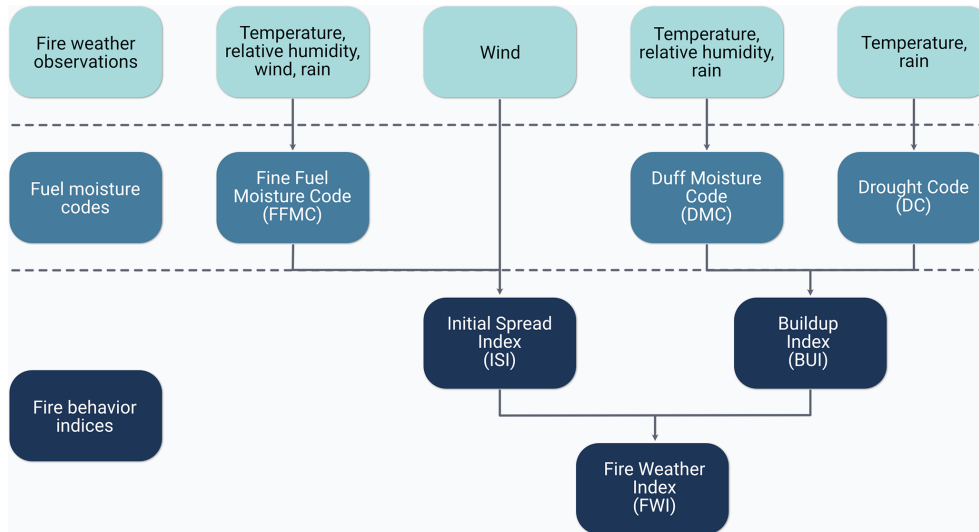 Fire weather
observations
Temperature,
relative humidity,
wind, rain
Wind
Temperature,
relative humidity,
rain
Temperature,
rain
Fuel moisture
codes
Fine Fuel
Moisture Code
(FFMC)
Duff Moisture
Code
(DMC)
Drought Code
(DC)
Initial Spread
Index
(ISI)
Buildup
Index
(BUI)
Fire behavior
indices
Fire Weather
Index
(FWI)